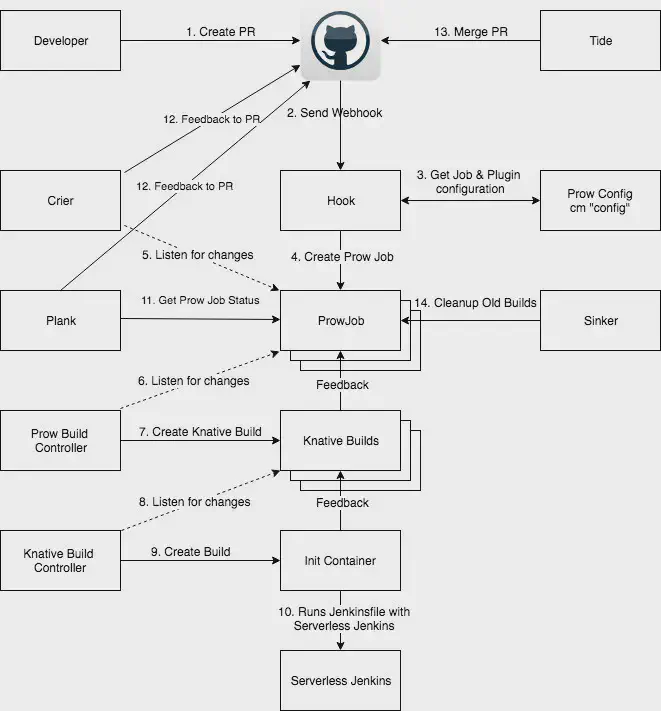 Developer
1. Create PR
13. Merge PR
Tide
2. Send Webhook
12. Feedback to PR
Crier
12. Feedback to PR
Hook
3. Get Job & Plugin
configuration
Prow Config
cm "config"
5. Listen for changes
4. Create Prow Job
Plank
11. Get Prow Job Status
ProwJob
14. Cleanup Old Builds
Sinker
6. Listen for changes
Feedback
Prow Build
Controller
7. Create Knative Build
Knative Builds
8. Listen for changes
Feedback
Knative Build
Controller
9. Create Build
Init Container
10. Runs Jenkinsfile with
Serverless Jenkins
Serverless Jenkins